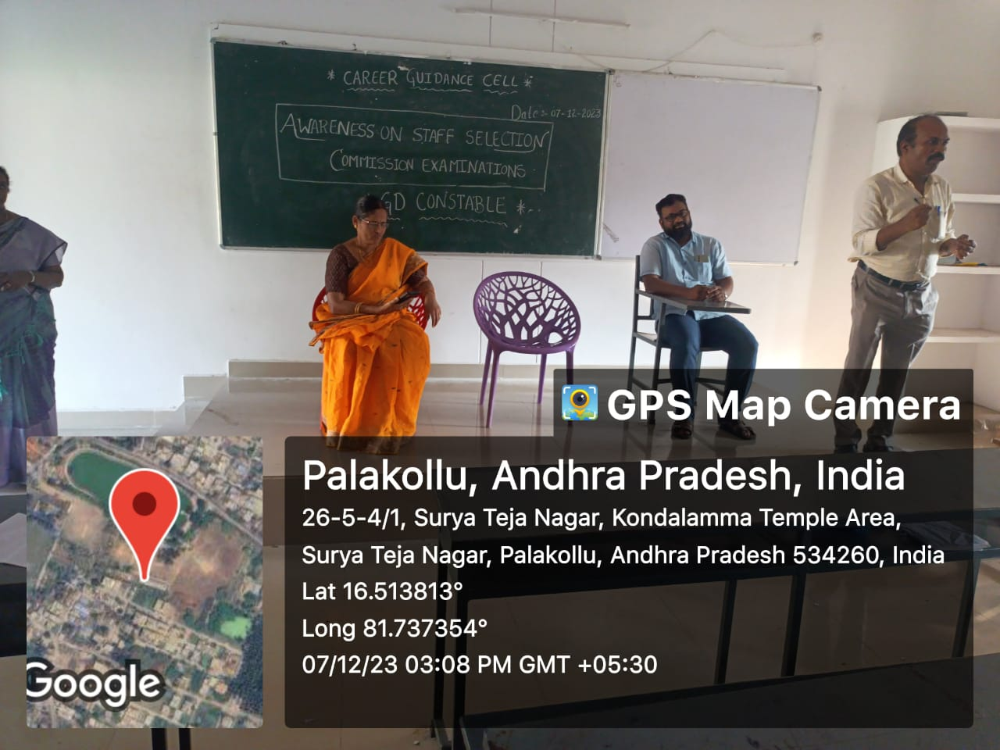 * CAREER GUIDANCE CELL *
Date :- 07-12-2023
AWARENESS ON STAFF SELECTION
COMMISSION EXAMINATIONS
GD CONSTABLE *..
GPS Map Camera
Palakollu, Andhra Pradesh, India
26-5-4/1, Surya Teja Nagar, Kondalamma Temple Area,
Surya Teja Nagar, Palakollu, Andhra Pradesh 534260, India
Lat 16.513813°
Long 81.737354°
07/12/23 03:08 PM GMT +05:30
Google